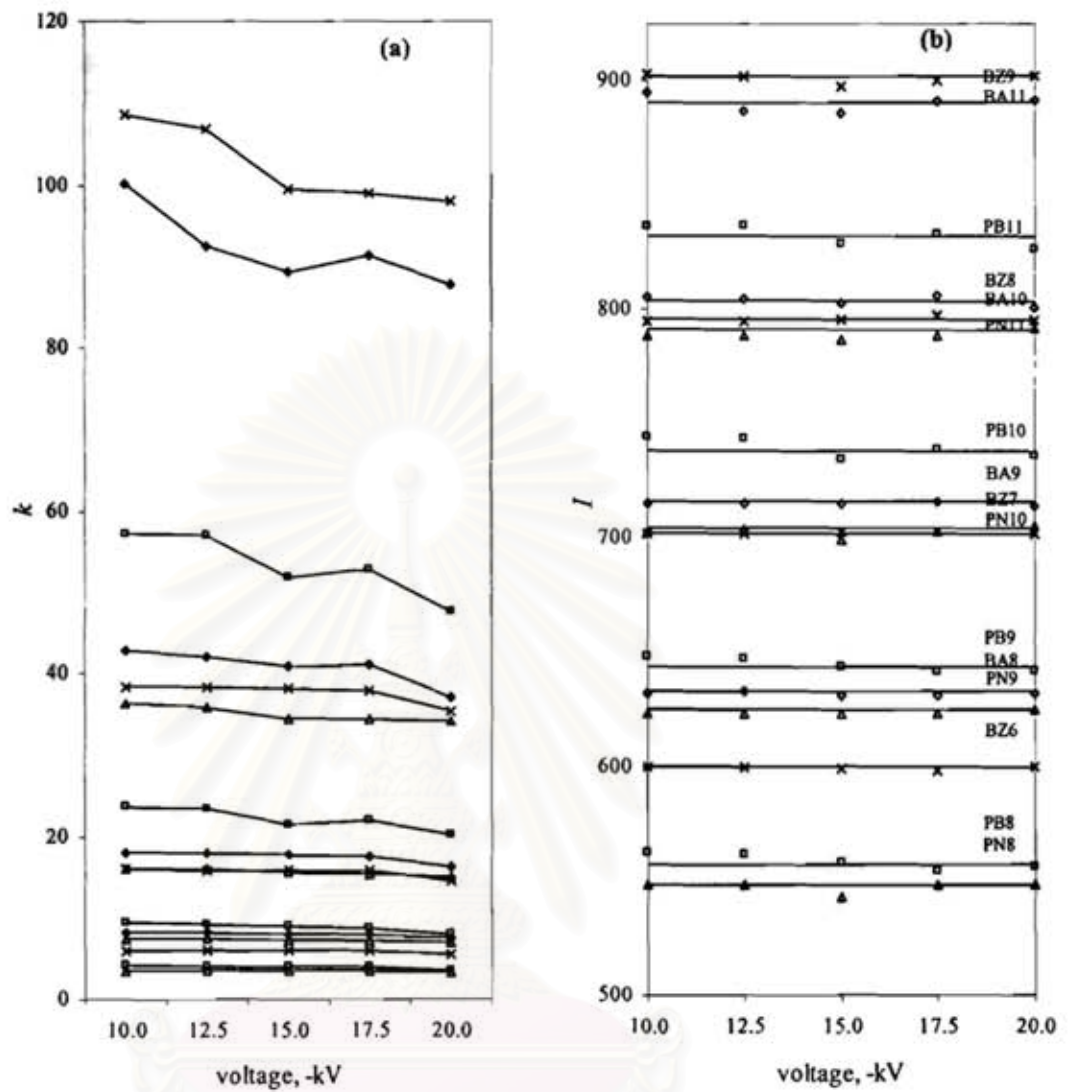 (a)
120
100
80
60
40
20
0
k
10.0 12.5 15.0 17.5 20.0
voltage, -kV
(b)
900
800
700
600
500
I
BZ9
BA11
PB11
BZ8
BA10
PN11
PB10
BA9
BZ7
PN10
PB9
BA8
PN9
BZ6
PB8
PN8
10.0 12.5 15.0 17.5 20.0
voltage, -kV